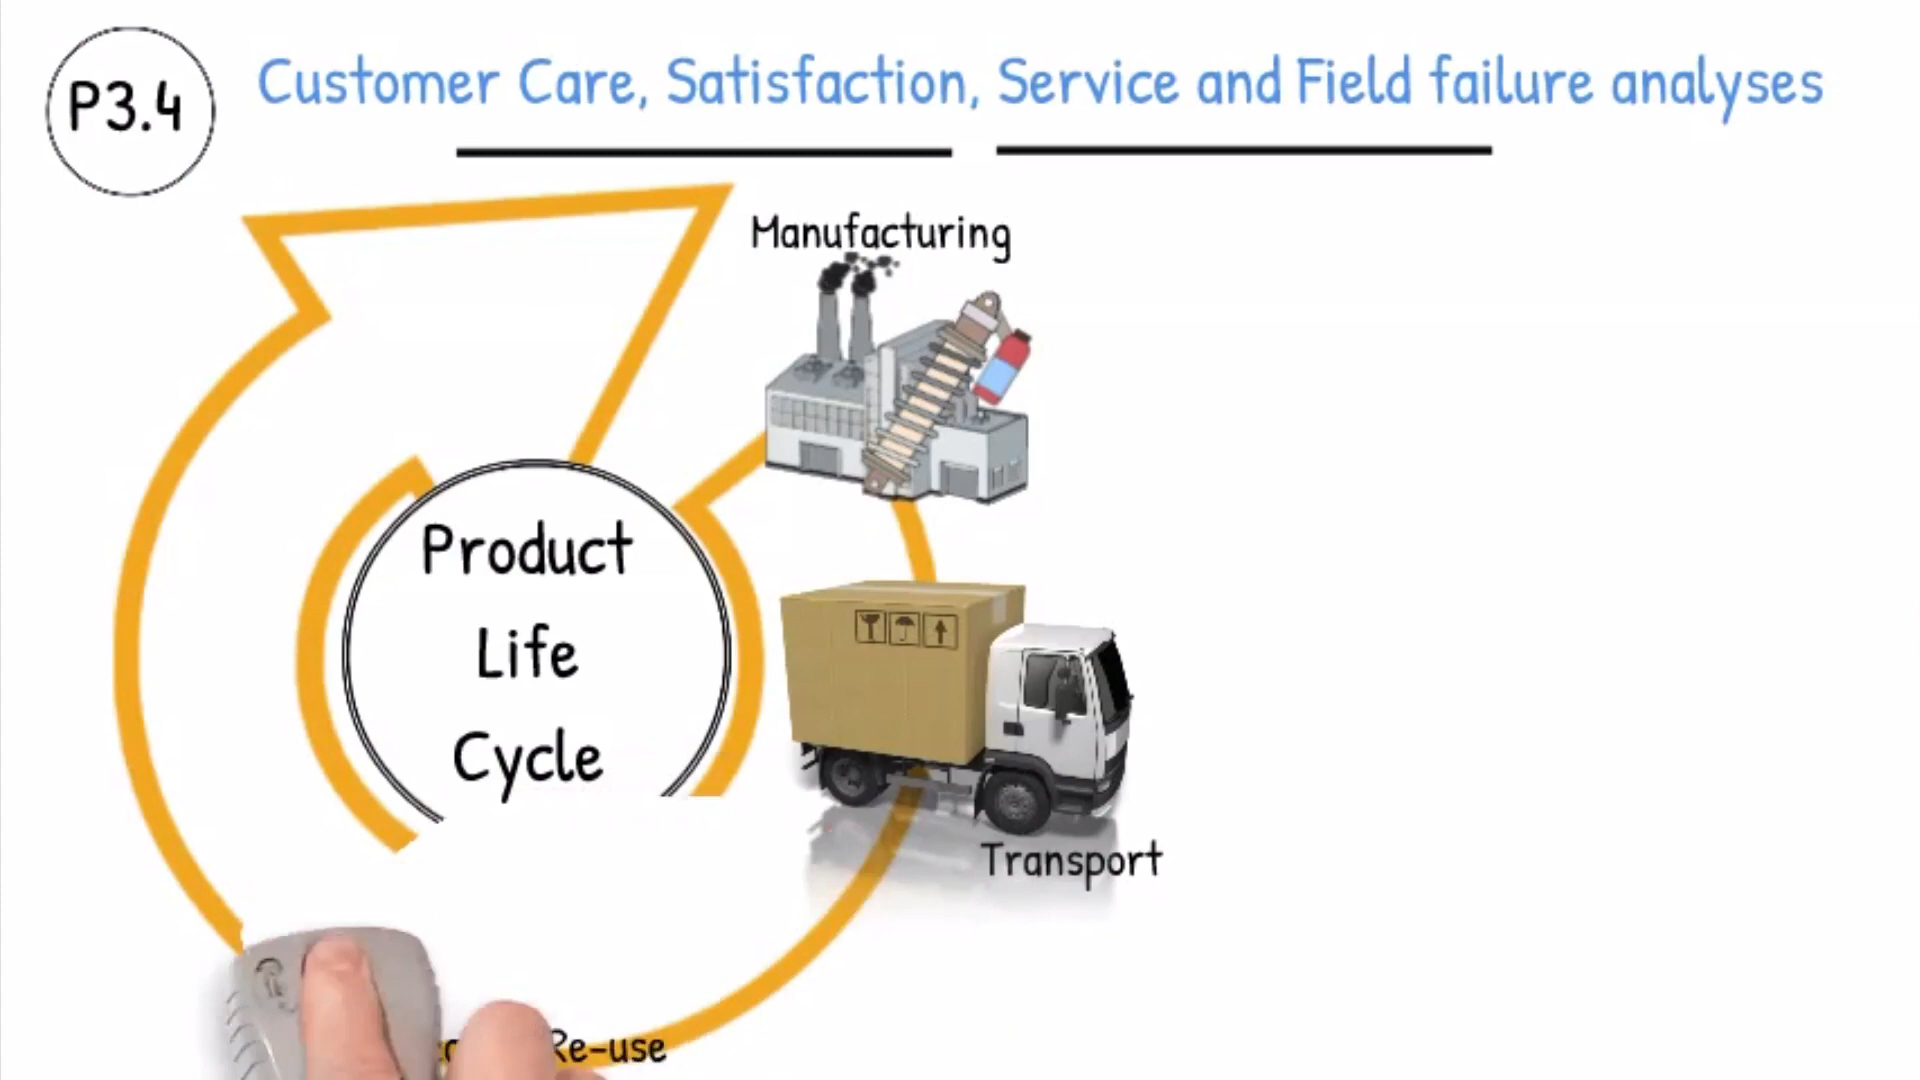 P3.4
Customer Care, Satisfaction, Service and Field failure analyses
Manufacturing
Product
Life
Cycle
Transport
Re-use